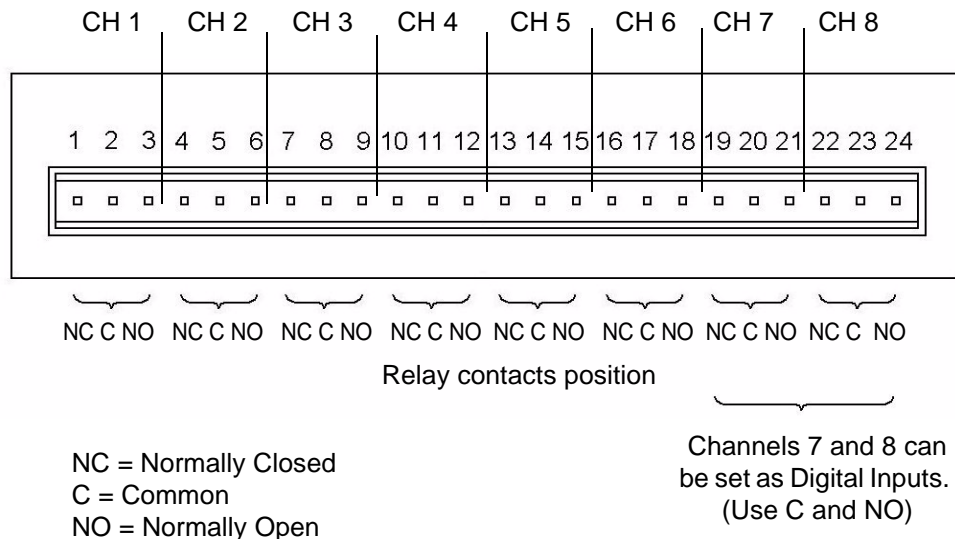 CH 1 CH 2 CH 3 CH 4 CH 5 CH 6 CH 7 CH 8
1 2 3 4 5 6 7 8 9 10 11 12 13 14 15 16 17 18 19 20 21 22 23 24
NC C NO NC C NO NC C NO NC C NO NC C NO NC C NO NC C NO NC C NO
Relay contacts position
NC = Normally Closed
C = Common
NO = Normally Open
Channels 7 and 8 can
be set as Digital Inputs.
(Use C and NO)